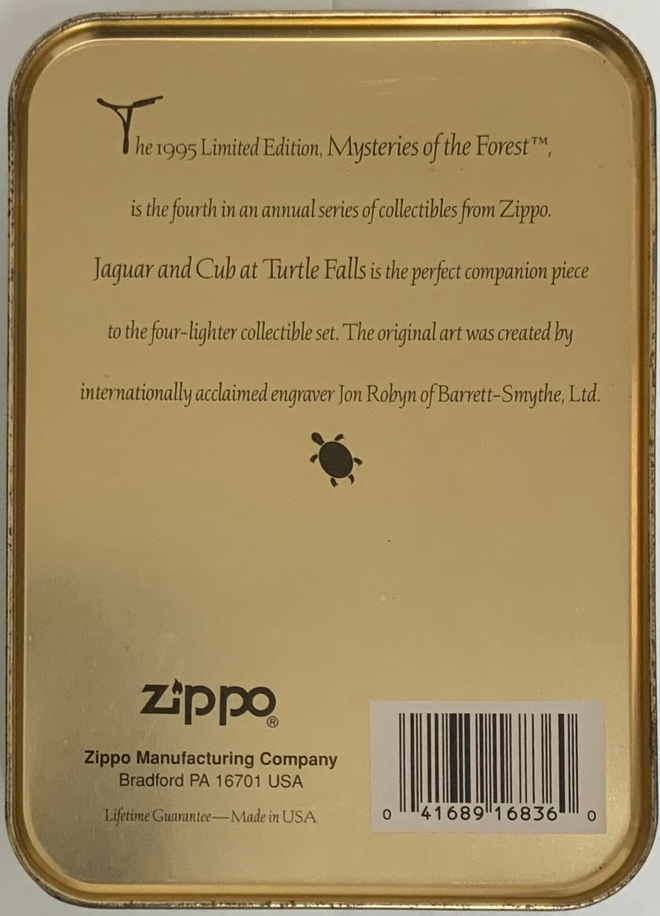 The 1995 Limited Edition, Mysteries of the Forest™,
is the fourth in an annual series of collectibles from Zippo.
Jaguar and Cub at Turtle Falls is the perfect companion piece
to the four-lighter collectible set. The original art was created by
internationally acclaimed engraver Jon Robyn of Barrett-Smythe, Ltd.
zippo®
Zippo Manufacturing Company
Bradford PA 16701 USA
Lifetime Guarantee—Made in USA
0 41689 16836 0